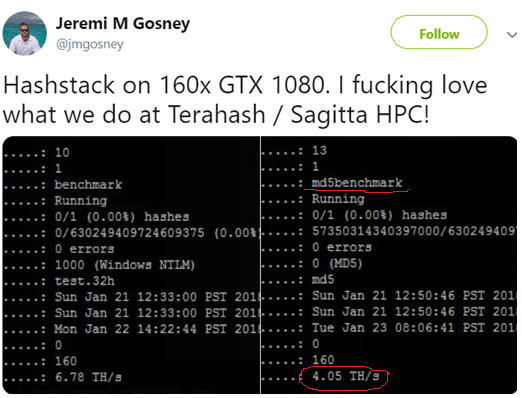 Jeremi M Gosney
@jmgosney
Follow
Hashstack on 160x GTX 1080. I fucking love
what we do at Terahash / Sagitta HPC!
.....: 10
.....: 1
.....: benchmark
.....: Running
.....: 0/1 (0.00%) hashes
.....: 0/630249409724609375 (0.00%
.....: 0 errors
.....: 1000 (Windows NTLM)
.....: test.32h
.....: Sun Jan 21 12:33:00 PST 201
.....: Sun Jan 21 12:33:00 PST 201
.....: Mon Jan 22 14:22:44 PST 201
.....: 0
.....: 160
.....: 6.78 TH/s
.....: 13
.....: 1
.....: md5benchmark
.....: Running
.....: 0/1 (0.00%) hashes
.....: 57350314340397000/630249409
.....: 0 errors
.....: 0 (MD5)
.....: md5
.....: Sun Jan 21 12:50:46 PST 201
.....: Sun Jan 21 12:50:46 PST 201
.....: Tue Jan 23 08:06:41 PST 201
.....: 0
.....: 160
.....: 4.05 TH/s